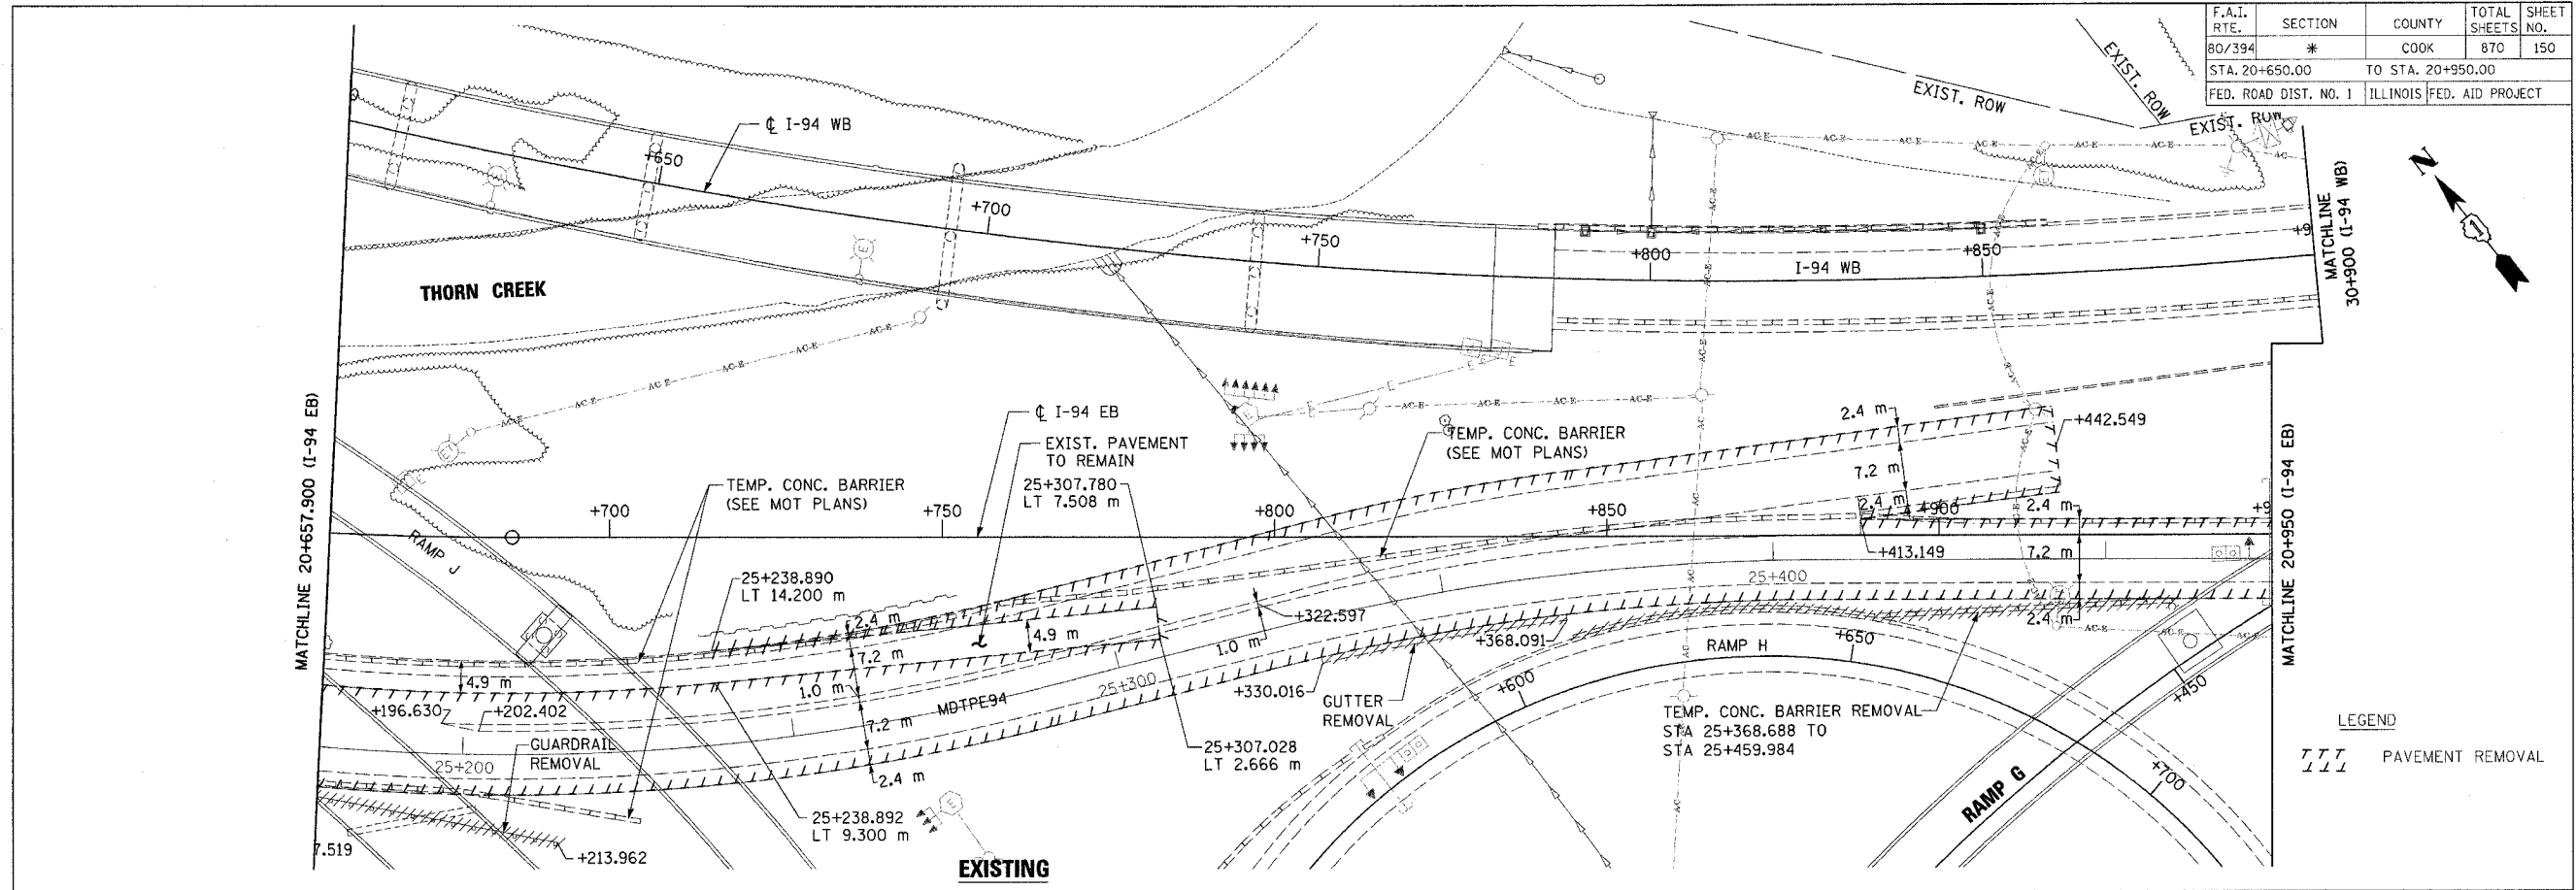 F.A.I. RTE. SECTION COUNTY TOTAL SHEETS SHEET NO.
80/394 * COOK 870 150
STA. 20+650.00 TO STA. 20+950.00
FED. ROAD DIST. NO. 1 ILLINOIS FED. AID PROJECT
EXIST. ROW
EXIST. ROW
EXIST. ROW
N
℄ I-94 WB
+650
+700
+750
+800
+850
+9
I-94 WB
MATCHLINE
30+900 (I-94 WB)
THORN CREEK
AC-E
AC-E
AC-E
AC-E
AC-E
AC-E
AC-E
AC-E
MATCHLINE 20+657.900 (I-94 EB)
℄ I-94 EB
EXIST. PAVEMENT
TO REMAIN
25+307.780
LT 7.508 m
TEMP. CONC. BARRIER
(SEE MOT PLANS)
TEMP. CONC. BARRIER
(SEE MOT PLANS)
2.4 m
7.2 m
2.4 m
+442.549
+700
+750
+800
+850
+900
+9
2.4 m
7.2 m
2.4 m
+413.149
25+400
RAMP J
25+238.890
LT 14.200 m
2.4 m
7.2 m
1.0 m
7.2 m
2.4 m
4.9 m
4.9 m
1.0 m
+322.597
+368.091
+330.016
25+300
MDTPE94
+196.630
+202.402
25+200
GUARDRAIL
REMOVAL
25+238.892
LT 9.300 m
25+307.028
LT 2.666 m
GUTTER
REMOVAL
+600
RAMP H
+650
+700
TEMP. CONC. BARRIER REMOVAL
STA 25+368.688 TO
STA 25+459.984
RAMP G
+450
MATCHLINE 20+950 (I-94 EB)
LEGEND
PAVEMENT REMOVAL
7.519
+213.962
EXISTING